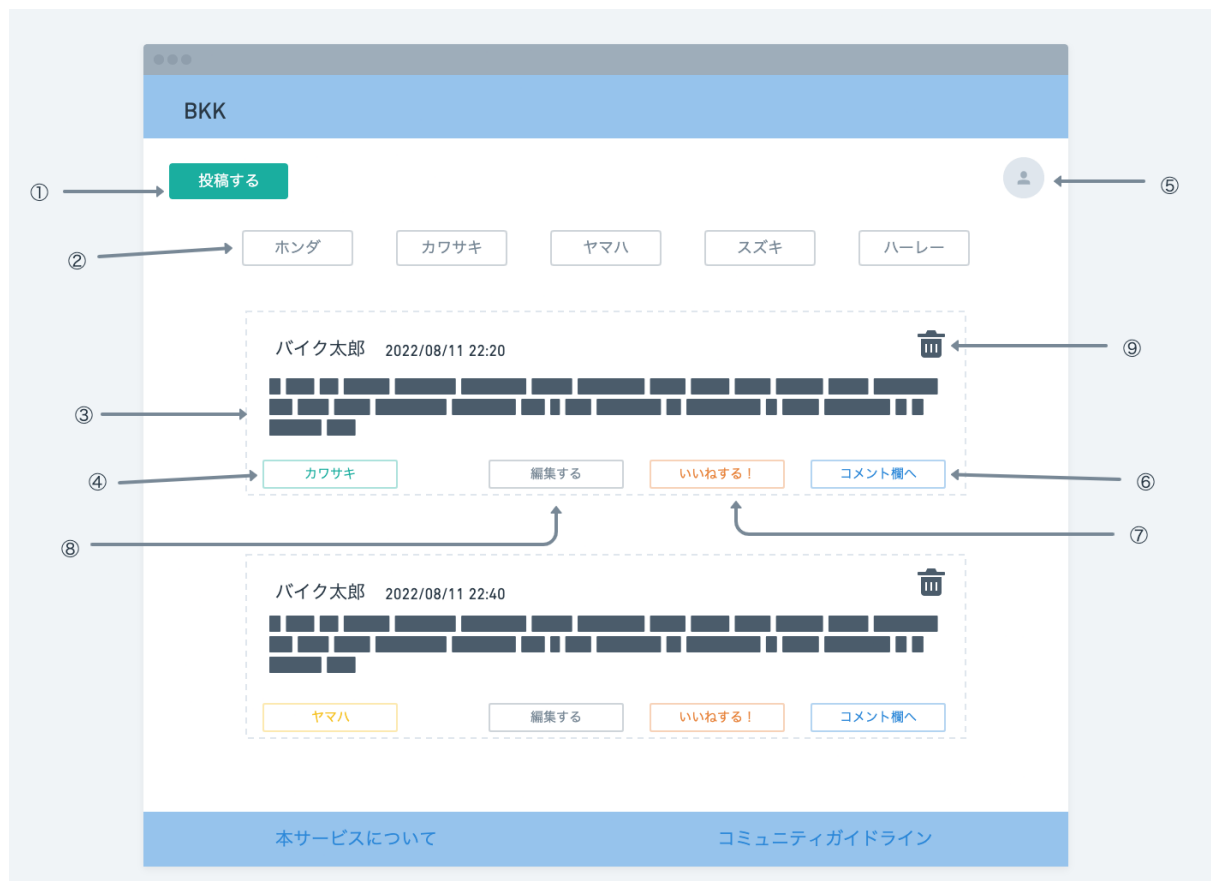 BKK
① 投稿する ⑤
② ホンダ カワサキ ヤマハ スズキ ハーレー
バイク太郎 2022/08/11 22:20 ⑨
③
④ カワサキ 編集する いいねする！ コメント欄へ ⑥
⑦
⑧
バイク太郎 2022/08/11 22:40
ヤマハ 編集する いいねする！ コメント欄へ
本サービスについて コミュニティガイドライン